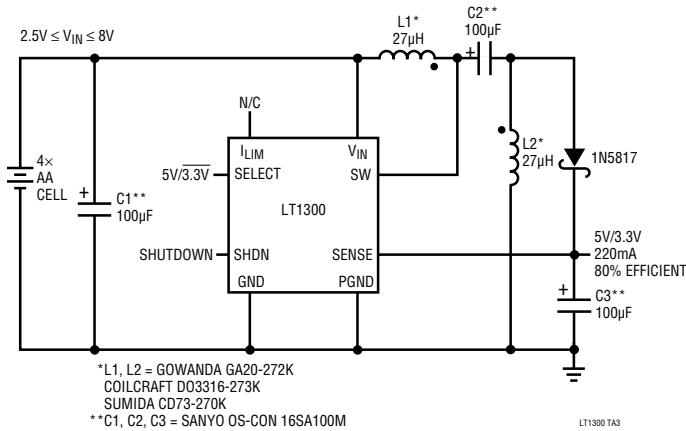 2.5V ≤ VIN ≤ 8V
L1*
27µH
C2**
100µF
+
N/C
ILIM
VIN
L2*
27µH
1N5817
4×
AA
CELL
5V/3.3V
SELECT
SW
+
C1**
100µF
LT1300
SHUTDOWN
SHDN
SENSE
5V/3.3V
220mA
80% EFFICIENT
GND
PGND
+
C3**
100µF
*L1, L2 = GOWANDA GA20-272K
COILCRAFT DO3316-273K
SUMIDA CD73-270K
**C1, C2, C3 = SANYO OS-CON 16SA100M
LT1300 TA3